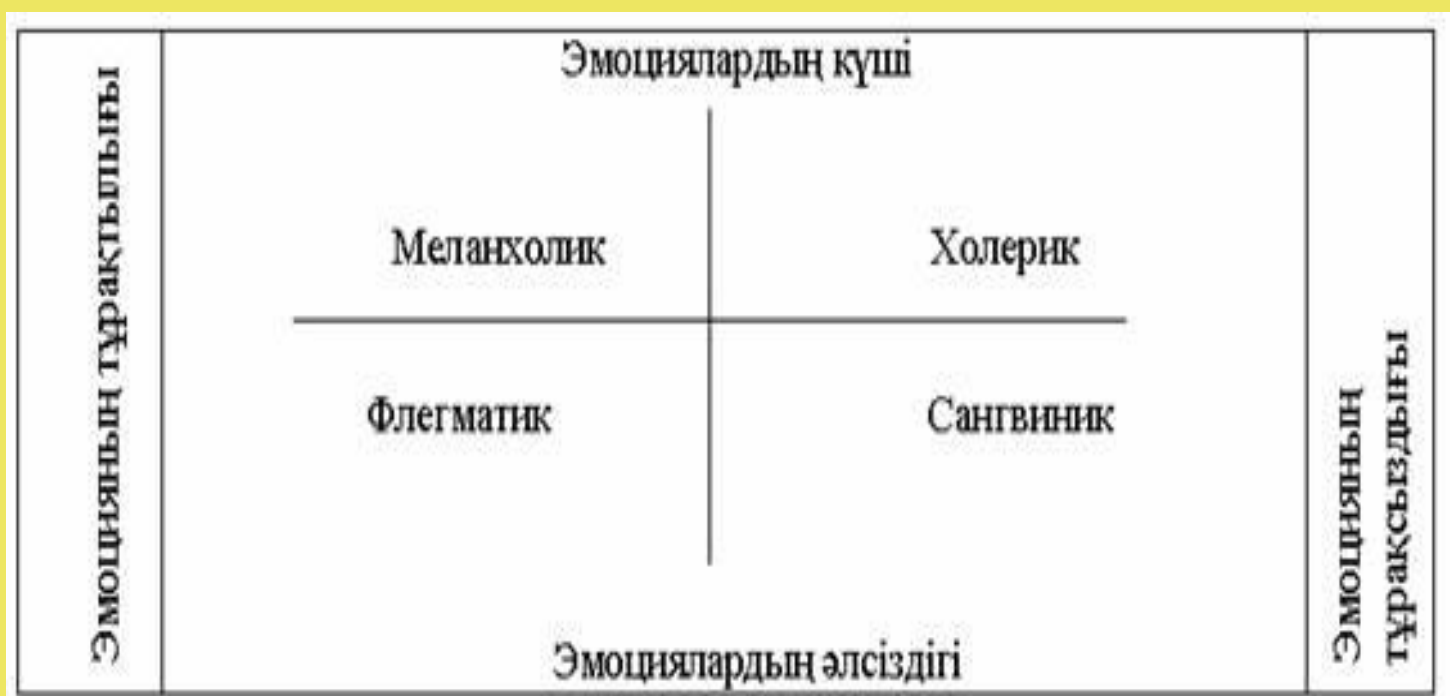 Эмоцияның тұрақтылығы
Эмоциялардың күші
Меланхолик
Холерик
Флегматик
Сангвиник
Эмоциялардың әлсіздігі
Эмоцияның
тұрақсыздығы